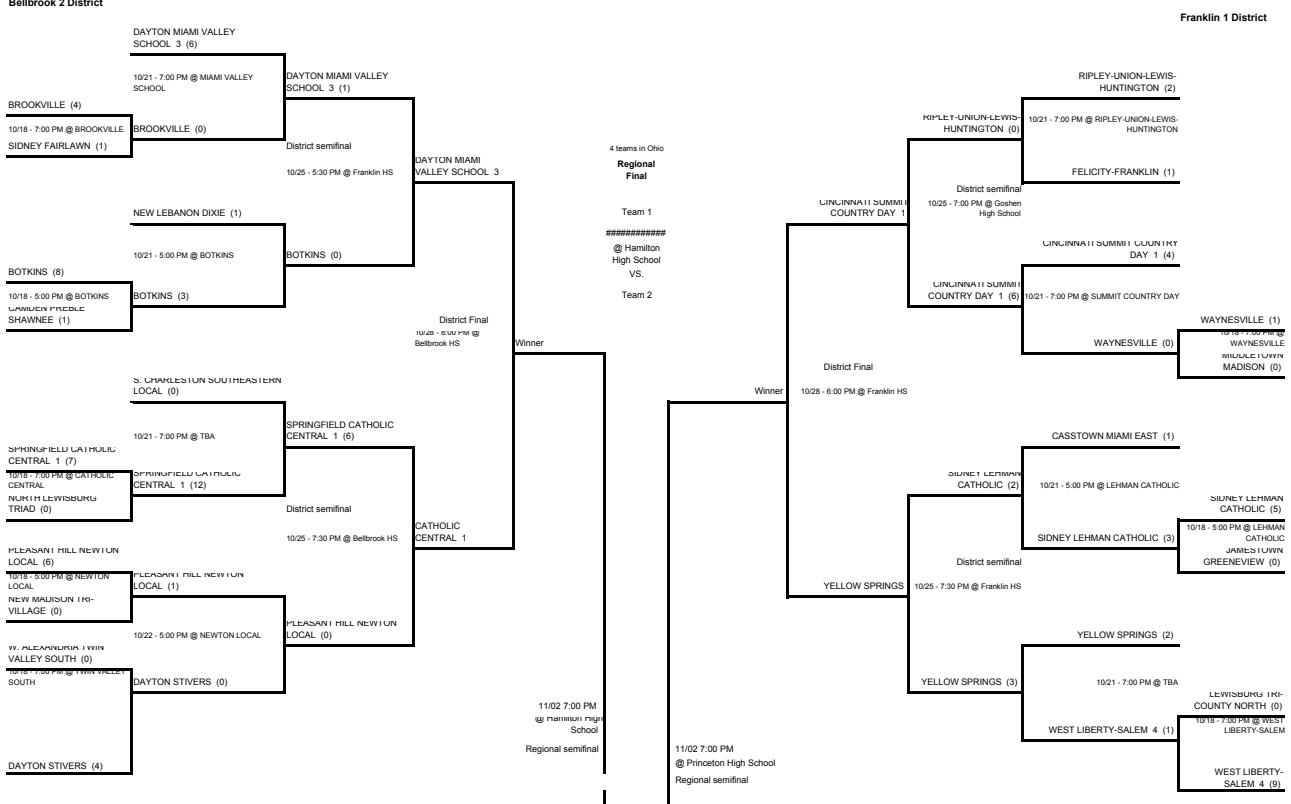 Bellbrook 2 District
DAYTON MIAMI VALLEY
SCHOOL 3 (6)
10/21 - 7:00 PM @ MIAMI VALLEY
SCHOOL
BROOKVILLE (4)
10/18 - 7:00 PM @ BROOKVILLE
SIDNEY FAIRLAWN (1)
BROOKVILLE (0)
DAYTON MIAMI VALLEY
SCHOOL 3 (1)
District semifinal
10/25 - 5:30 PM @ Franklin HS
DAYTON MIAMI
VALLEY SCHOOL 3
NEW LEBANON DIXIE (1)
10/21 - 5:00 PM @ BOTKINS
BOTKINS (0)
BOTKINS (8)
10/18 - 5:00 PM @ BOTKINS
CAMDEN PREBLE
SHAWNEE (1)
BOTKINS (3)
District Final
10/28 - 8:00 PM @
Bellbrook HS
Winner
S. CHARLESTON SOUTHEASTERN
LOCAL (0)
10/21 - 7:00 PM @ TBA
SPRINGFIELD CATHOLIC
CENTRAL 1 (6)
SPRINGFIELD CATHOLIC
CENTRAL 1 (7)
10/18 - 7:00 PM @ CATHOLIC
CENTRAL
NORTH LEWISBURG
TRIAD (0)
SPRINGFIELD CATHOLIC
CENTRAL 1 (12)
District semifinal
10/25 - 7:30 PM @ Bellbrook HS
CATHOLIC
CENTRAL 1
PLEASANT HILL NEWTON
LOCAL (6)
10/18 - 5:00 PM @ NEWTON
LOCAL
NEW MADISON TRI-
VILLAGE (0)
PLEASANT HILL NEWTON
LOCAL (1)
10/22 - 5:00 PM @ NEWTON LOCAL
PLEASANT HILL NEWTON
LOCAL (0)
W. ALEXANDRIA TWIN
VALLEY SOUTH (0)
10/18 - 7:00 PM @ TWIN VALLEY
SOUTH
DAYTON STIVERS (0)
DAYTON STIVERS (4)
11/02 7:00 PM
@ Hamilton High
School
Regional semifinal
4 teams in Ohio
Regional
Final
Team 1
############
@ Hamilton
High School
VS.
Team 2
Franklin 1 District
RIPLEY-UNION-LEWIS-
HUNTINGTON (2)
10/21 - 7:00 PM @ RIPLEY-UNION-LEWIS-
HUNTINGTON
RIPLEY-UNION-LEWIS-
HUNTINGTON (0)
FELICITY-FRANKLIN (1)
District semifinal
10/25 - 7:00 PM @ Goshen
High School
CINCINNATI SUMMIT
COUNTRY DAY 1
CINCINNATI SUMMIT COUNTRY
DAY 1 (4)
CINCINNATI SUMMIT
COUNTRY DAY 1 (6)
10/21 - 7:00 PM @ SUMMIT COUNTRY DAY
WAYNESVILLE (1)
10/18 - 7:00 PM @
WAYNESVILLE
MIDDLETOWN
MADISON (0)
WAYNESVILLE (0)
District Final
10/28 - 6:00 PM @ Franklin HS
Winner
CASSTOWN MIAMI EAST (1)
SIDNEY LEHMAN
CATHOLIC (2)
10/21 - 5:00 PM @ LEHMAN CATHOLIC
SIDNEY LEHMAN
CATHOLIC (5)
10/18 - 5:00 PM @ LEHMAN
CATHOLIC
JAMESTOWN
GREENEVIEW (0)
SIDNEY LEHMAN CATHOLIC (3)
District semifinal
10/25 - 7:30 PM @ Franklin HS
YELLOW SPRINGS
YELLOW SPRINGS (2)
YELLOW SPRINGS (3)
10/21 - 7:00 PM @ TBA
LEWISBURG TRI-
COUNTY NORTH (0)
10/18 - 7:00 PM @ WEST
LIBERTY-SALEM
WEST LIBERTY-SALEM 4 (1)
WEST LIBERTY-
SALEM 4 (9)
11/02 7:00 PM
@ Princeton High School
Regional semifinal